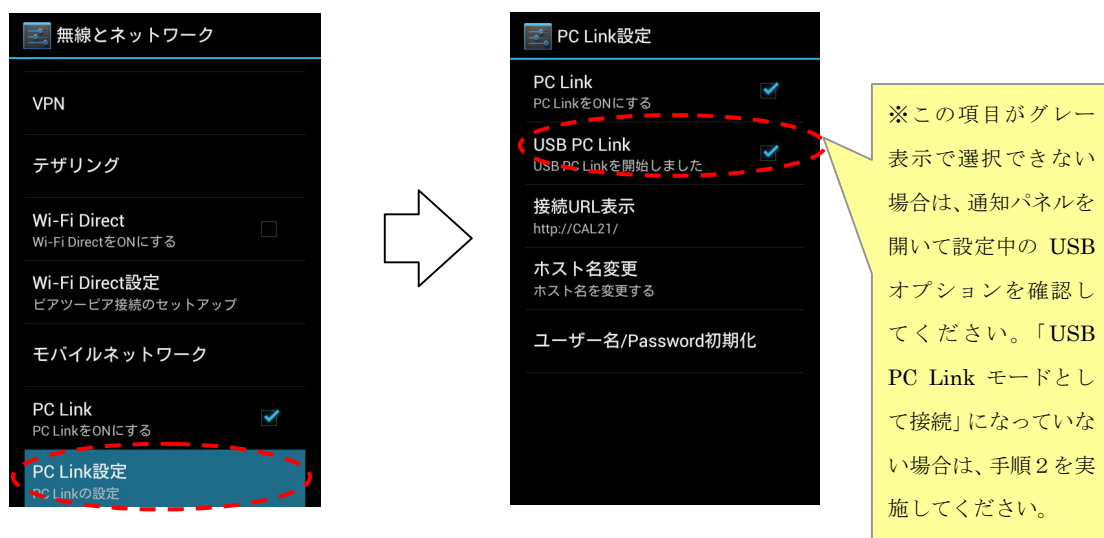 無線とネットワーク
VPN
テザリング
Wi-Fi Direct
Wi-Fi DirectをONにする
Wi-Fi Direct設定
ピアツーピア接続のセットアップ
モバイルネットワーク
PC Link
PC LinkをONにする
PC Link設定
PC Linkの設定
PC Link設定
PC Link
PC LinkをONにする
USB PC Link
USB PC Linkを開始しました
接続URL表示
http://CAL21/
ホスト名変更
ホスト名を変更する
ユーザー名/Password初期化
※この項目がグレー
表示で選択できない
場合は、通知パネルを
開いて設定中の USB
オプションを確認し
てください。「USB
PC Link モードとし
て接続」になっていな
い場合は、手順２を実
施してください。